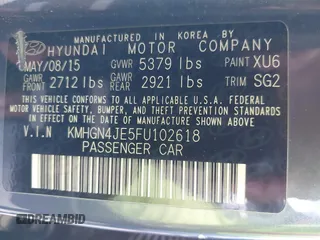 MANUFACTURED IN KOREA BY
HYUNDAI MOTOR COMPANY
MAY/08/15 GVWR 5379 lbs PAINT XU6
GAWR FRT 2712 lbs GAWR RR 2921 lbs TRIM SG2
THIS VEHICLE CONFORMS TO ALL APPLICABLE
U.S. FEDERAL MOTOR VEHICLE SAFETY, BUMPER, AND THEFT
PREVENTION STANDARDS IN
EFFECT ON THE DATE OF MANUFACTURE SHOWN ABOVE.
V.I.N KMHGN4JE5FU102618
PASSENGER CAR
DREAMBID